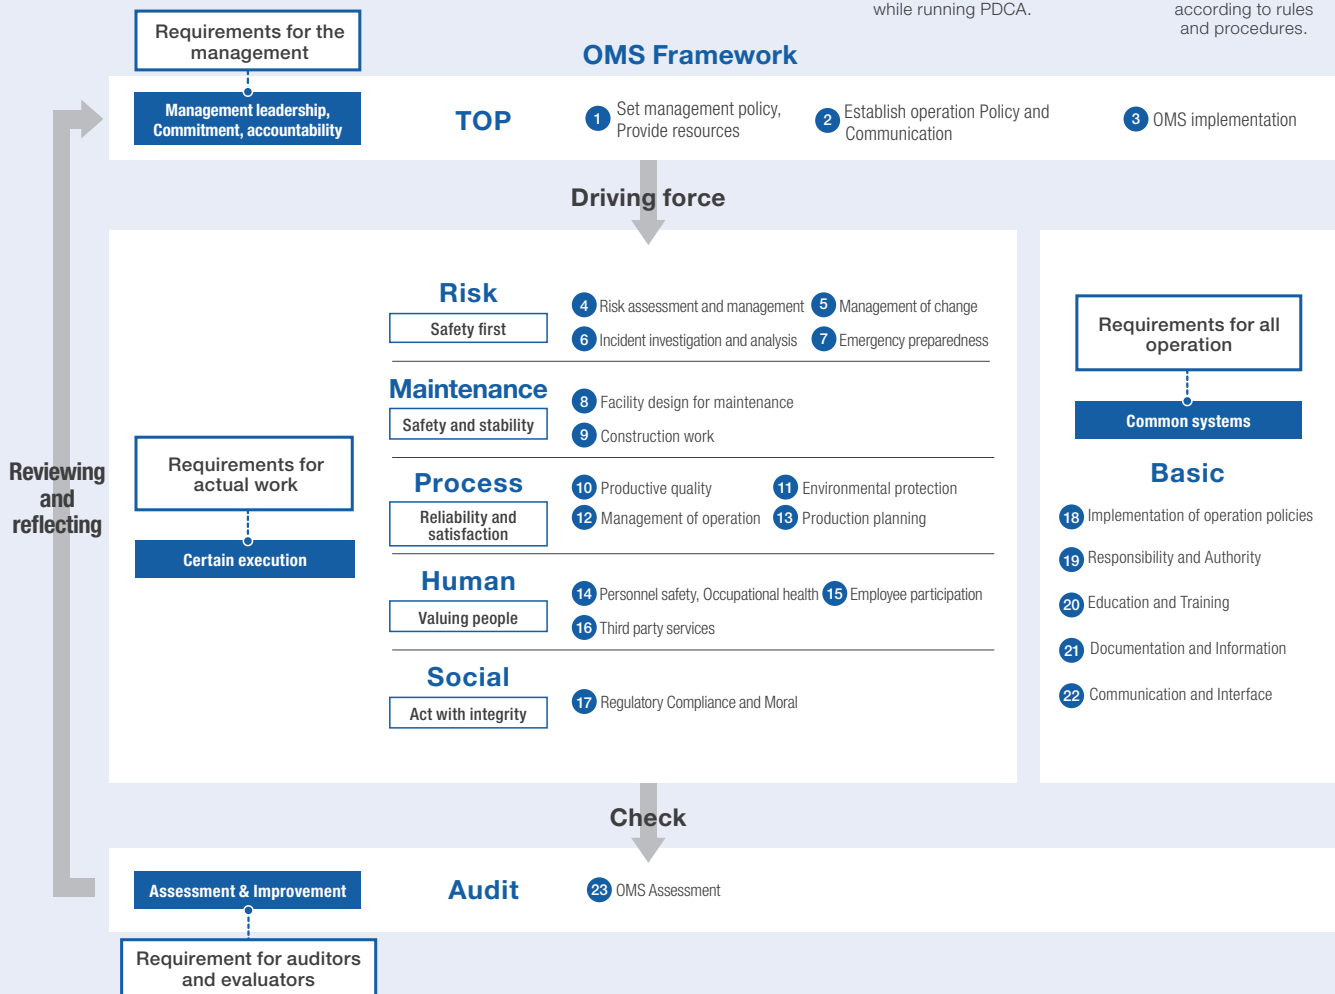 while running PDCA.
according to rules
and procedures.
Requirements for the
management
OMS Framework
Management leadership,
Commitment, accountability
TOP
1 Set management policy,
Provide resources
2 Establish operation Policy and
Communication
3 OMS implementation
Driving force
Risk
Safety first
4 Risk assessment and management
5 Management of change
6 Incident investigation and analysis
7 Emergency preparedness
Maintenance
Safety and stability
8 Facility design for maintenance
9 Construction work
Requirements for
actual work
Certain execution
Process
Reliability and
satisfaction
10 Productive quality
11 Environmental protection
12 Management of operation
13 Production planning
Human
Valuing people
14 Personnel safety, Occupational health
15 Employee participation
16 Third party services
Social
Act with integrity
17 Regulatory Compliance and Moral
Requirements for all
operation
Common systems
Basic
18 Implementation of operation policies
19 Responsibility and Authority
20 Education and Training
21 Documentation and Information
22 Communication and Interface
Reviewing
and
reflecting
Check
Assessment & Improvement
Audit
23 OMS Assessment
Requirement for auditors
and evaluators